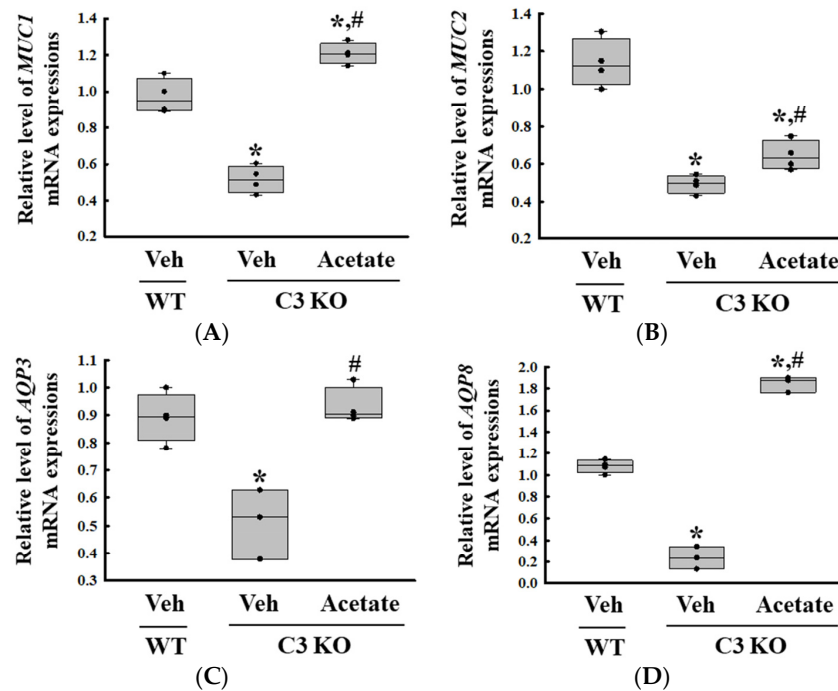 Relative level of MUC1
mRNA expressions
1.4
1.2
1.0
0.8
0.6
0.4
0.2
*
*,#
Veh
Veh
Acetate
WT
C3 KO
(A)
Relative level of MUC2
mRNA expressions
1.4
1.2
1.0
0.8
0.6
0.4
0.2
*
*,#
Veh
Veh
Acetate
WT
C3 KO
(B)
Relative level of AQP3
mRNA expressions
1.1
1.0
0.9
0.8
0.7
0.6
0.5
0.4
0.3
*
#
Veh
Veh
Acetate
WT
C3 KO
(C)
Relative level of AQP8
mRNA expressions
2.0
1.8
1.6
1.4
1.2
1.0
0.8
0.6
0.4
0.2
0.0
*
*,#
Veh
Veh
Acetate
WT
C3 KO
(D)